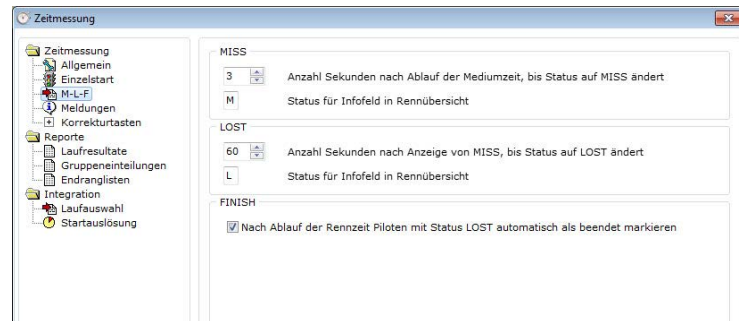 Zeitmessung
Zeitmessung
Allgemein
Einzelstart
M-L-F
Meldungen
Korrekturtasten
Reporte
Laufresultate
Gruppeneinteilungen
Endranglisten
Integration
Laufauswahl
Startauslösung
MISS
3 Anzahl Sekunden nach Ablauf der Mediumzeit, bis Status auf MISS ändert
M Status für Infofeld in Rennübersicht
LOST
60 Anzahl Sekunden nach Anzeige von MISS, bis Status auf LOST ändert
L Status für Infofeld in Rennübersicht
FINISH
Nach Ablauf der Rennzeit Piloten mit Status LOST automatisch als beendet markieren